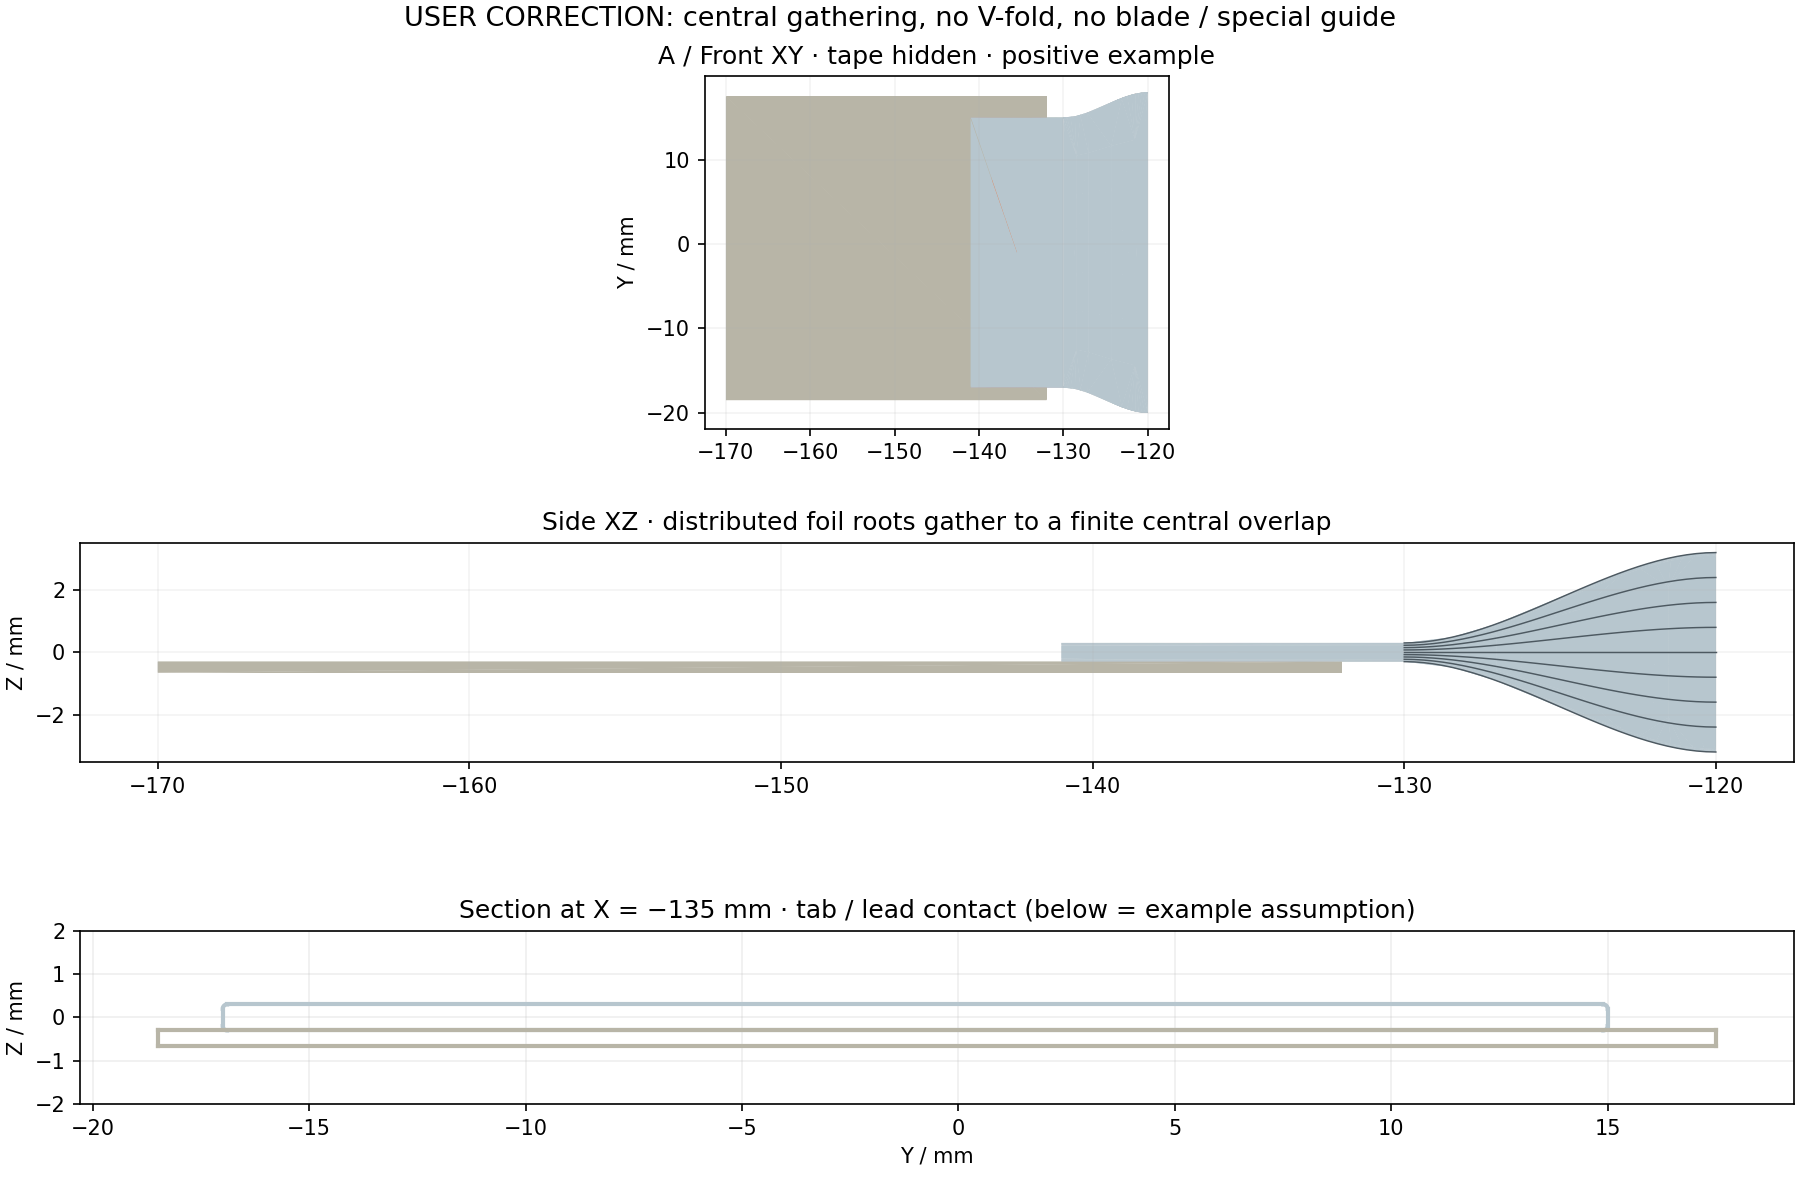 USER CORRECTION: central gathering, no V-fold, no blade / special guide
A / Front XY · tape hidden · positive example
Y / mm
10
0
−10
−20
−170 −160 −150 −140 −130 −120
Side XZ · distributed foil roots gather to a finite central overlap
Z / mm
2
0
−2
−170 −160 −150 −140 −130 −120
Section at X = −135 mm · tab / lead contact (below = example assumption)
Z / mm
2
1
0
−1
−2
−20 −15 −10 −5 0 5 10 15
Y / mm